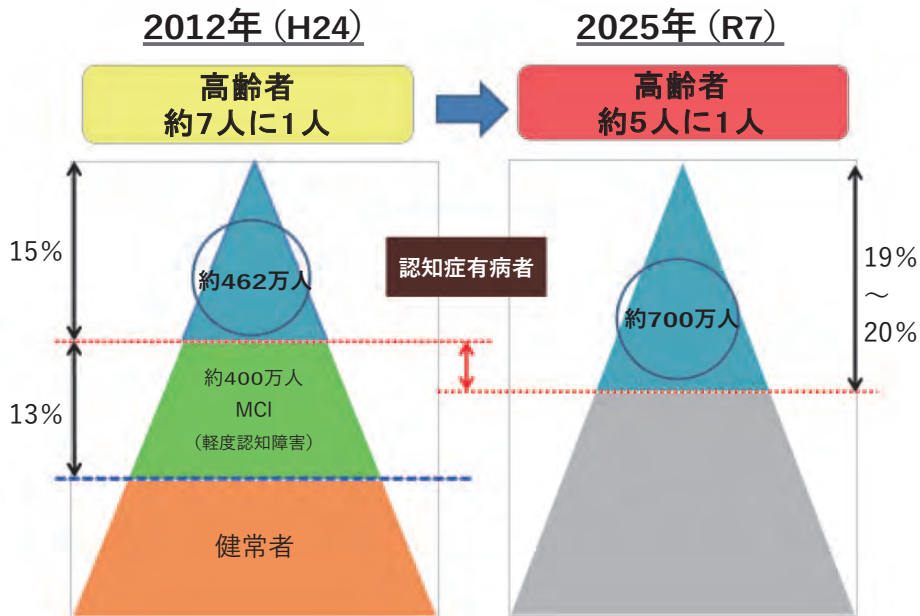 2012年（H24）
高齢者
約7人に1人
2025年（R7）
高齢者
約5人に1人
15%
約462万人
認知症有病者
約700万人
19%
～
20%
13%
約400万人
MCI
（軽度認知障害）
健常者